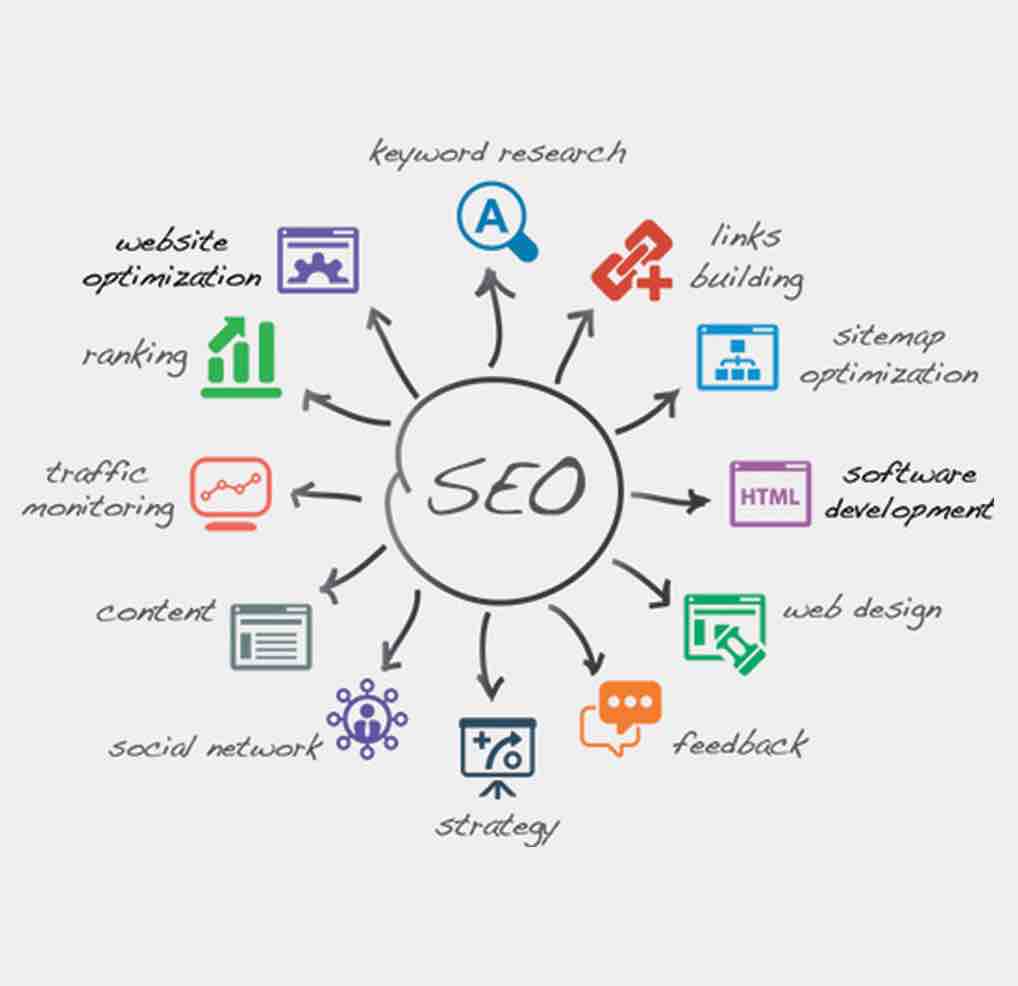 keyword research
A
website
optimization
links
building
ranking
sitemap
optimization
SEO
traffic
monitoring
HTML
software
development
content
web design
social network
feedback
strategy